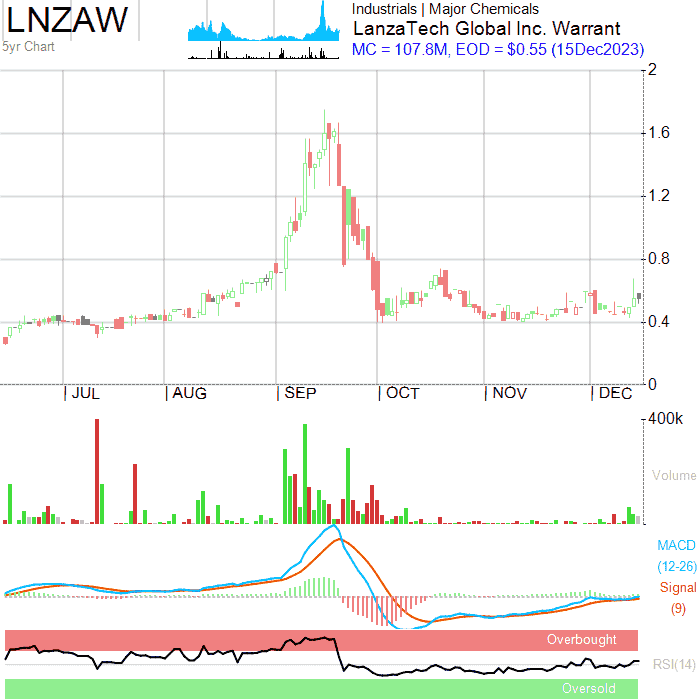 LNZAW
5yr Chart
Industrials | Major Chemicals
LanzaTech Global Inc. Warrant
MC = 107.8M, EOD = $0.55 (15Dec2023)
2
1.6
1.2
0.8
0.4
0
JUL
AUG
SEP
OCT
NOV
DEC
400k
Volume
MACD
(12-26)
Signal
(9)
Overbought
RSI(14)
Oversold